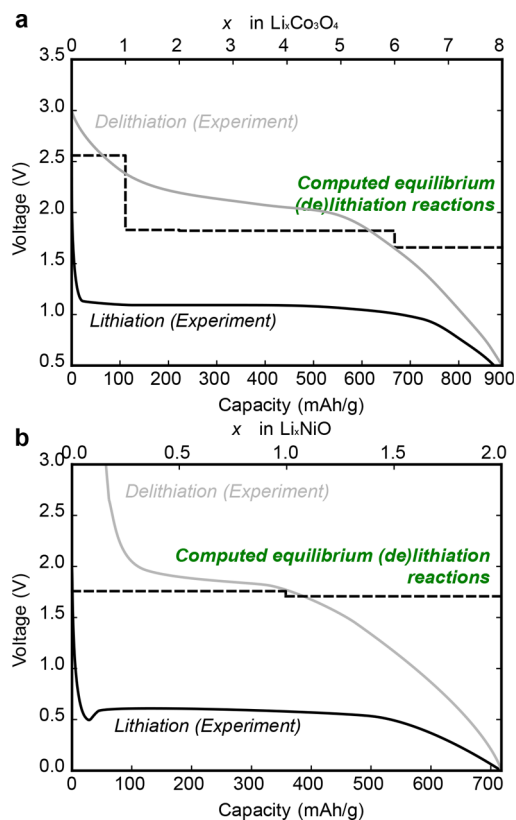 a
x in LiₓCo₃O₄
0 1 2 3 4 5 6 7 8
3.5
3.0
2.5
2.0
1.5
1.0
0.5
Voltage (V)
Delithiation (Experiment)
Computed equilibrium
(de)lithiation reactions
Lithiation (Experiment)
0 100 200 300 400 500 600 700 800 900
Capacity (mAh/g)
b
x in LiₓNiO
0.0 0.5 1.0 1.5 2.0
3.0
2.5
2.0
1.5
1.0
0.5
0.0
Voltage (V)
Delithiation (Experiment)
Computed equilibrium (de)lithiation
reactions
Lithiation (Experiment)
0 100 200 300 400 500 600 700
Capacity (mAh/g)